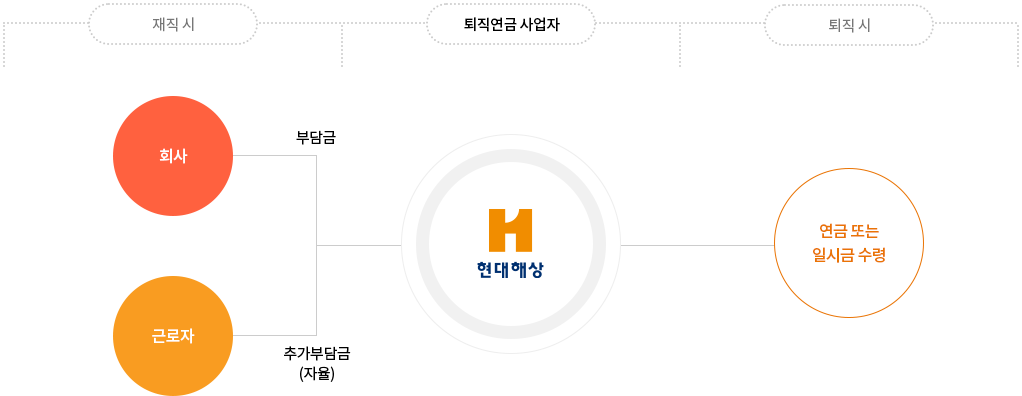 재직 시
퇴직연금 사업자
퇴직 시
회사
부담금
현대해상
연금 또는
일시금 수령
근로자
추가부담금
(자율)